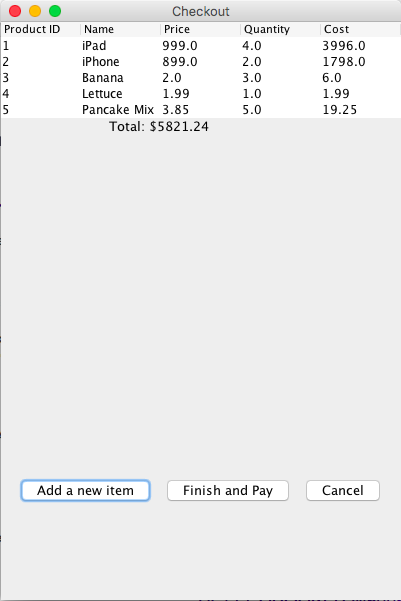 Checkout
Product ID Name Price Quantity Cost
1 iPad 999.0 4.0 3996.0
2 iPhone 899.0 2.0 1798.0
3 Banana 2.0 3.0 6.0
4 Lettuce 1.99 1.0 1.99
5 Pancake Mix 3.85 5.0 19.25
Total: $5821.24
Add a new item Finish and Pay Cancel